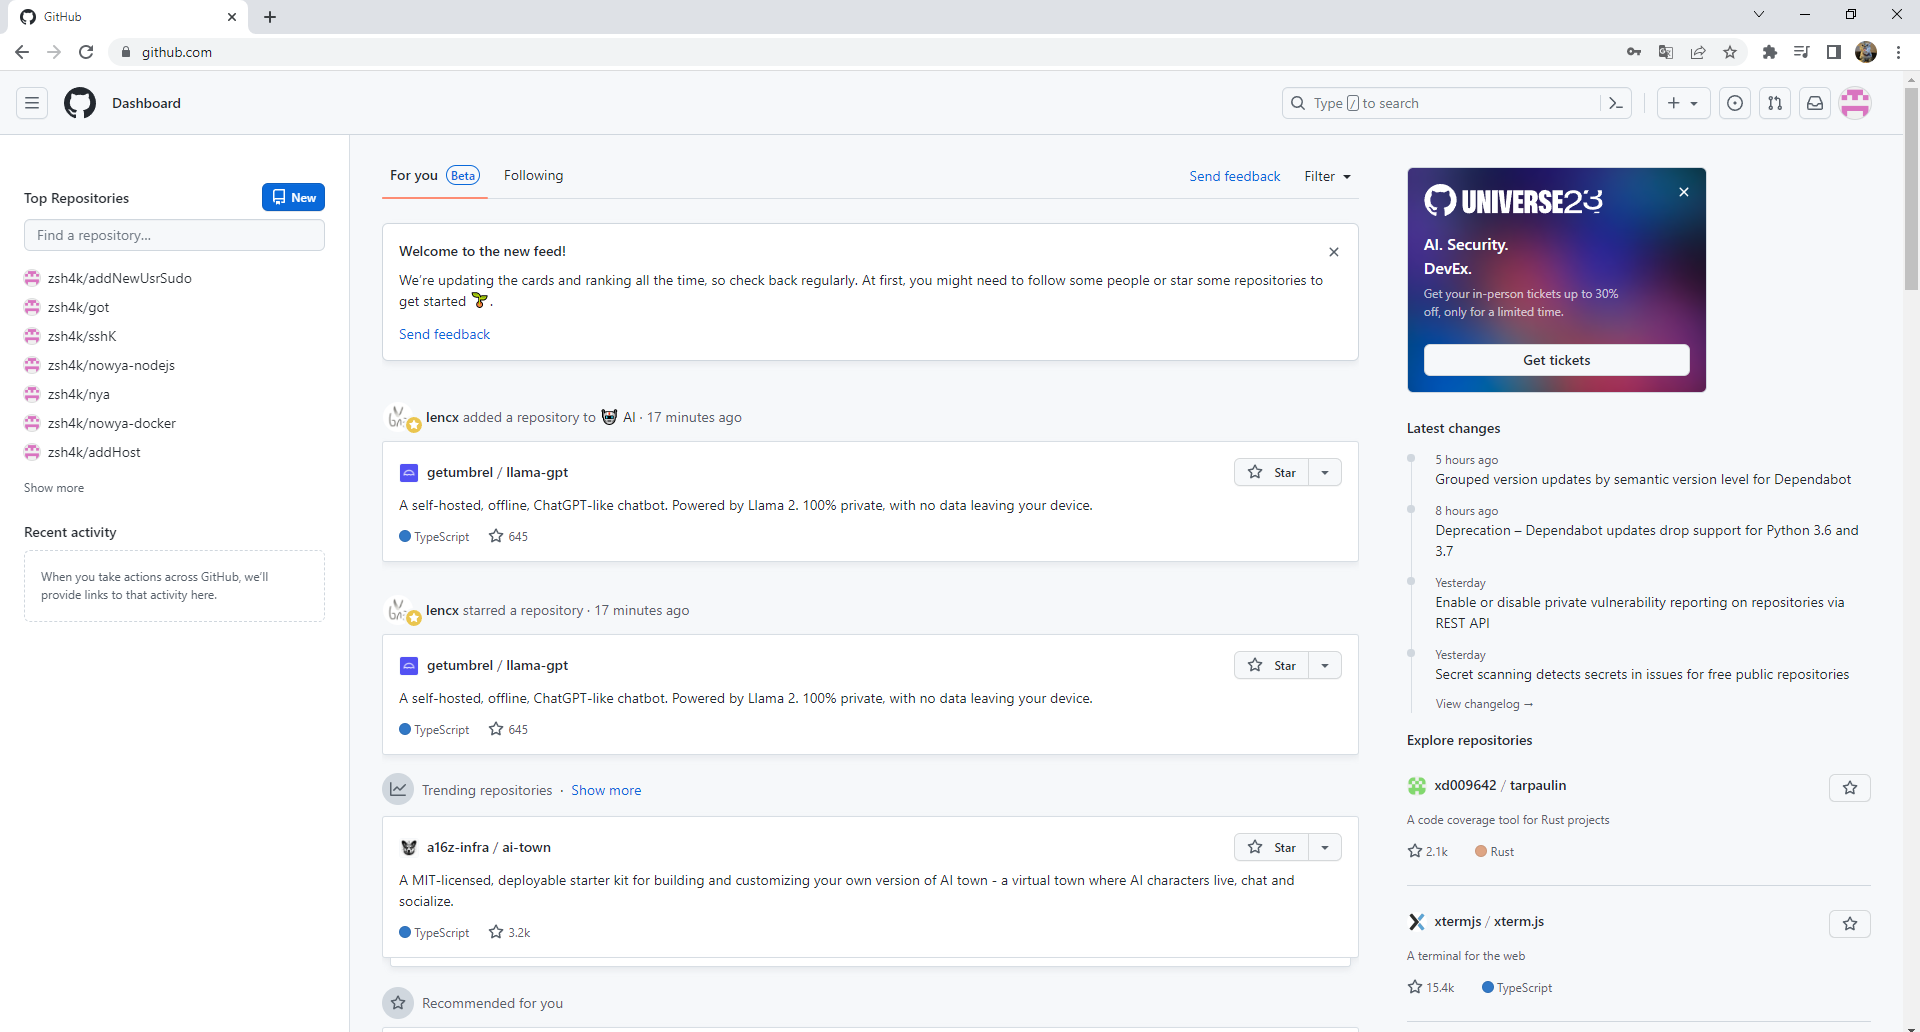 GitHub
github.com
Dashboard
Type / to search
Top Repositories
New
Find a repository...
zsh4k/addNewUsrSudo
zsh4k/got
zsh4k/sshK
zsh4k/nowya-nodejs
zsh4k/nya
zsh4k/nowya-docker
zsh4k/addHost
Show more
Recent activity
When you take actions across GitHub, we'll
provide links to that activity here.
For you Beta Following
Send feedback Filter
Welcome to the new feed!
We're updating the cards and ranking all the time, so check back regularly. At first, you might need to follow some people or star some repositories to
get started .
Send feedback
lencx added a repository to AI · 17 minutes ago
getumbrel / llama-gpt
Star
A self-hosted, offline, ChatGPT-like chatbot. Powered by Llama 2. 100% private, with no data leaving your device.
TypeScript 645
lencx starred a repository · 17 minutes ago
getumbrel / llama-gpt
Star
A self-hosted, offline, ChatGPT-like chatbot. Powered by Llama 2. 100% private, with no data leaving your device.
TypeScript 645
Trending repositories · Show more
a16z-infra / ai-town
Star
A MIT-licensed, deployable starter kit for building and customizing your own version of AI town - a virtual town where AI characters live, chat and
socialize.
TypeScript 3.2k
Recommended for you
UNIVERSE23
AI. Security.
DevEx.
Get your in-person tickets up to 30%
off, only for a limited time.
Get tickets
Latest changes
5 hours ago
Grouped version updates by semantic version level for Dependabot
8 hours ago
Deprecation – Dependabot updates drop support for Python 3.6 and
3.7
Yesterday
Enable or disable private vulnerability reporting on repositories via
REST API
Yesterday
Secret scanning detects secrets in issues for free public repositories
View changelog →
Explore repositories
xd009642 / tarpaulin
A code coverage tool for Rust projects
2.1k Rust
xtermjs / xterm.js
A terminal for the web
15.4k TypeScript